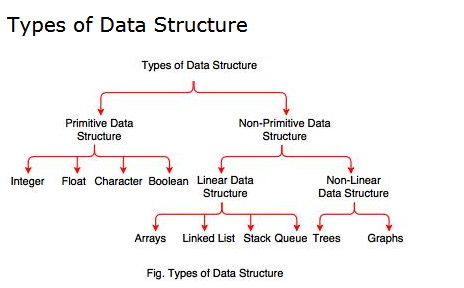 Types of Data Structure
Types of Data Structure
Primitive Data
Structure
Non-Primitive Data
Structure
Integer Float Character Boolean
Linear Data
Structure
Non-Linear
Data Structure
Arrays Linked List Stack Queue Trees Graphs
Fig. Types of Data Structure